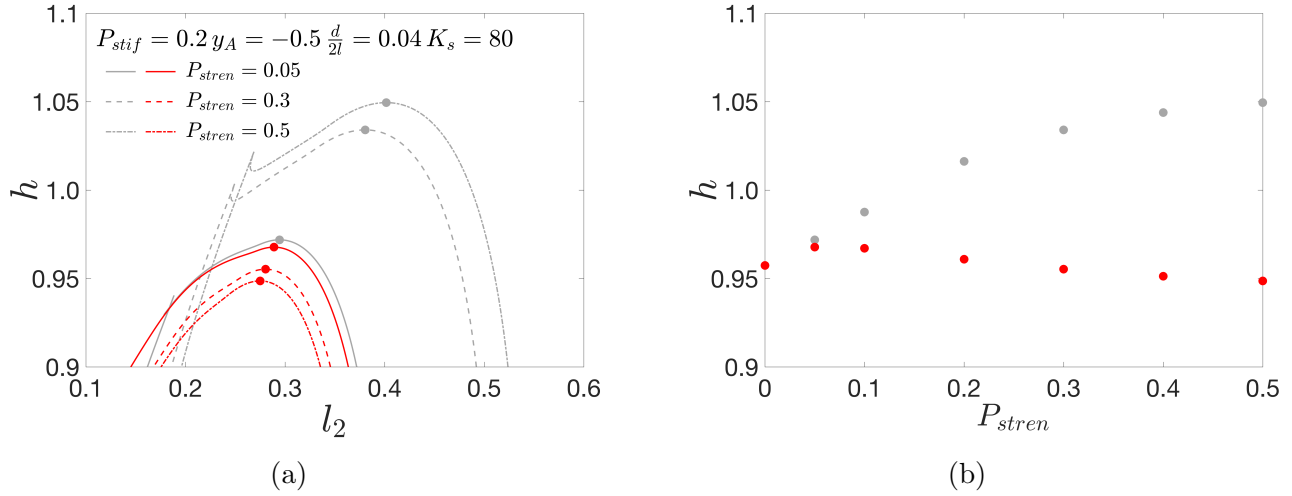 P_stif = 0.2 y_A = −0.5 d/2l = 0.04 K_s = 80
P_stren = 0.05
P_stren = 0.3
P_stren = 0.5
1.1
1.05
1.0
0.95
0.9
h
0.1 0.2 0.3 0.4 0.5 0.6
l_2
(a)
1.1
1.05
1.0
0.95
0.9
h
0 0.1 0.2 0.3 0.4 0.5
P_stren
(b)